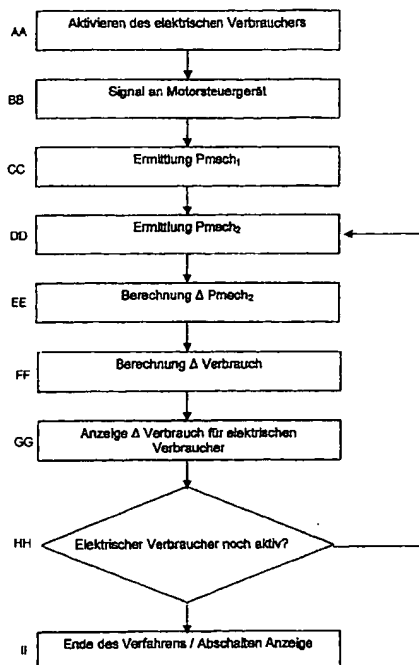 AA Aktivieren des elektrischen Verbrauchers
BB Signal an Motorsteuergerät
CC Ermittlung Pmech₁
DD Ermittlung Pmech₂
EE Berechnung Δ Pmech₂
FF Berechnung Δ Verbrauch
GG Anzeige Δ Verbrauch für elektrischen
Verbraucher
HH Elektrischer Verbraucher noch aktiv?
II Ende des Verfahrens / Abschalten Anzeige